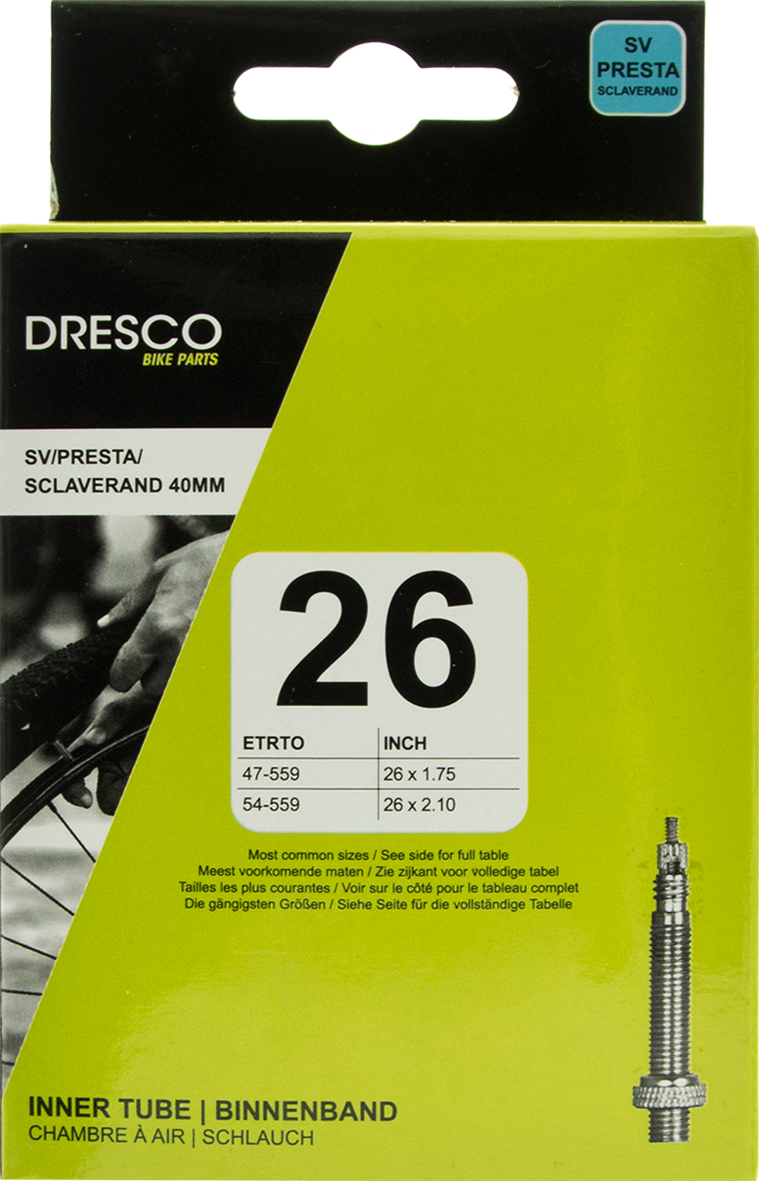 SV
PRESTA
SCLAVERAND
DRESCO
BIKE PARTS
SV/PRESTA/
SCLAVERAND 40MM
26
ETRTO INCH
47-559 26 x 1.75
54-559 26 x 2.10
Most common sizes / See side for full table
Meest voorkomende maten / Zie zijkant voor volledige tabel
Tailles les plus courantes / Voir sur le côté pour le tableau complet
Die gängigsten Größen / Siehe Seite für die vollständige Tabelle
INNER TUBE | BINNENBAND
CHAMBRE À AIR | SCHLAUCH